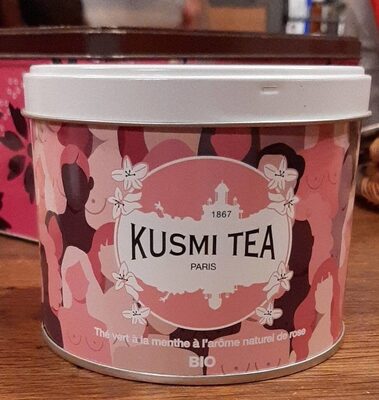 1867
KUSMI TEA
PARIS
Thé vert à la menthe à l'arôme naturel de rose
BIO